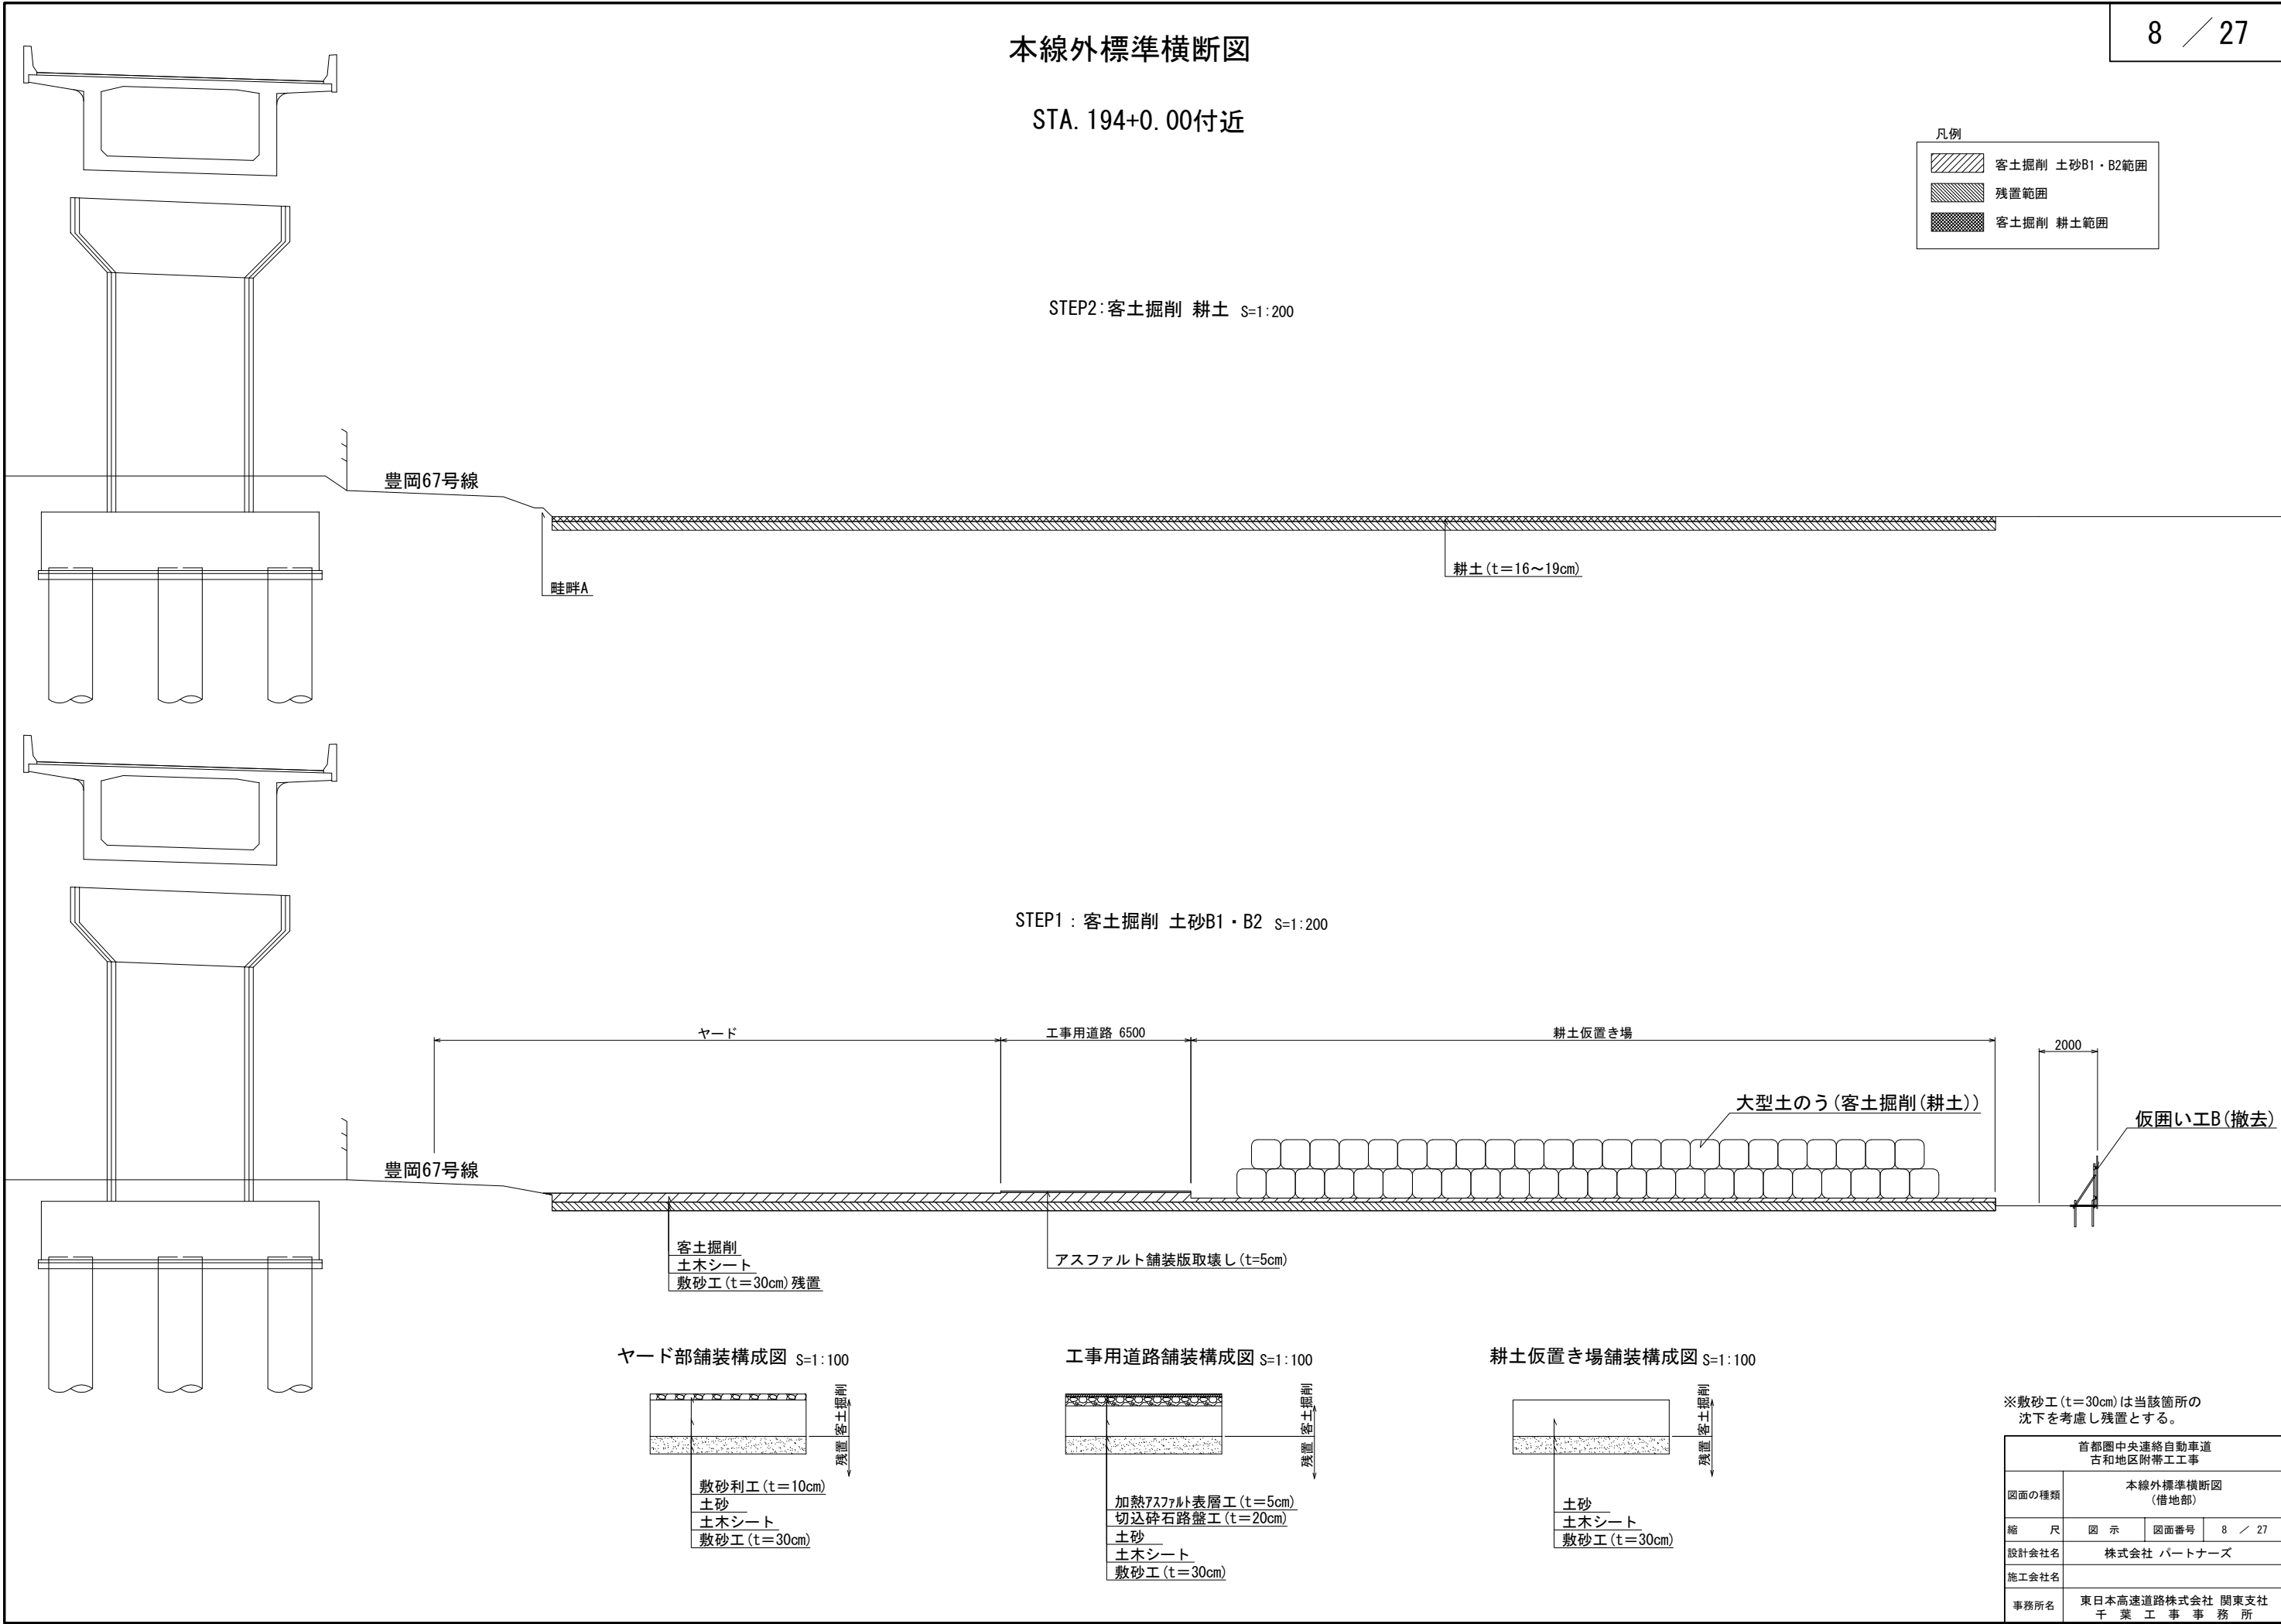 8 ／ 27
本線外標準横断図
STA. 194+0. 00付近
凡例
客土掘削 土砂B1・B2範囲
残置範囲
客土掘削 耕土範囲
STEP2:客土掘削 耕土 S=1:200
豊岡67号線
畦畔A
耕土(t＝16～19cm)
STEP1：客土掘削 土砂B1・B2 S=1:200
ヤード
工事用道路 6500
耕土仮置き場
2000
大型土のう(客土掘削(耕土))
仮囲い工B(撤去)
豊岡67号線
客土掘削
土木シート
敷砂工(t＝30cm)残置
アスファルト舗装版取壊し(t=5cm)
ヤード部舗装構成図 S=1:100
客土掘削
残置
敷砂利工(t＝10cm)
土砂
土木シート
敷砂工(t＝30cm)
工事用道路舗装構成図 S=1:100
客土掘削
残置
加熱ｱｽﾌｧﾙﾄ表層工(t＝5cm)
切込砕石路盤工(t＝20cm)
土砂
土木シート
敷砂工(t＝30cm)
耕土仮置き場舗装構成図 S=1:100
客土掘削
残置
土砂
土木シート
敷砂工(t＝30cm)
※敷砂工(t＝30cm)は当該箇所の
沈下を考慮し残置とする。
首都圏中央連絡自動車道
古和地区附帯工工事
図面の種類 本線外標準横断図
(借地部)
縮 尺 図 示 図面番号 8 ／ 27
設計会社名 株式会社 パートナーズ
施工会社名
事務所名 東日本高速道路株式会社 関東支社
千 葉 工 事 事 務 所